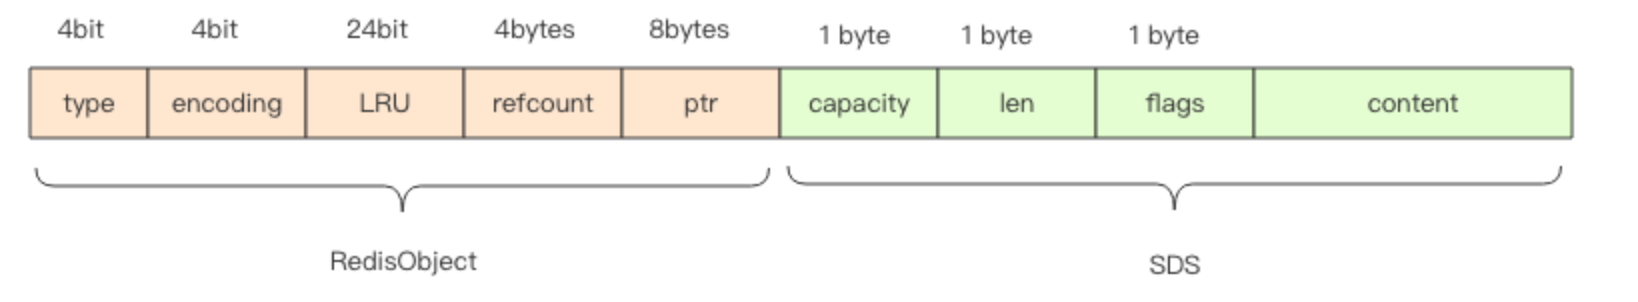 4bit 4bit 24bit 4bytes 8bytes 1 byte 1 byte 1 byte
type encoding LRU refcount ptr capacity len flags content
RedisObject SDS